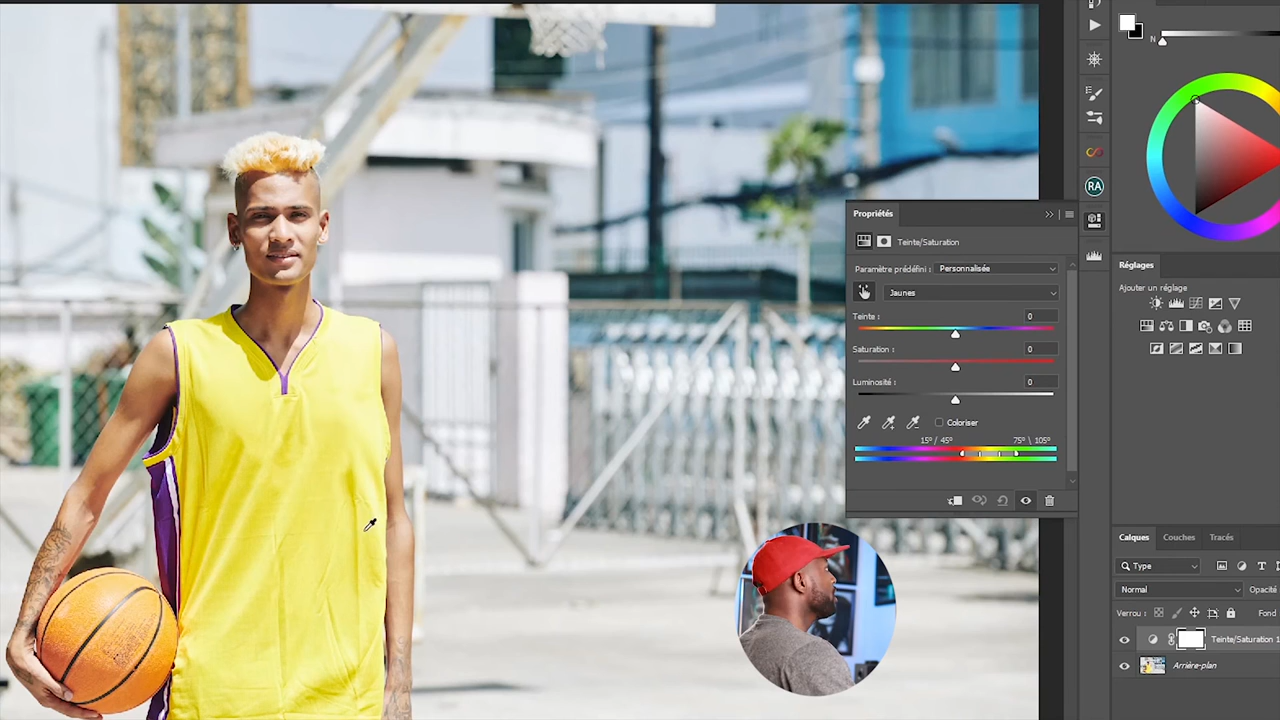 N
Propriétés
Teinte/Saturation
Paramètre prédéfini :
Personnalisée
Jaunes
Teinte :
0
Saturation :
0
Luminosité :
0
Coloriser
15° / 45°
75° \ 105°
RA
Réglages
Ajouter un réglage
Calques
Couches
Tracés
Type
T
Normal
Opacité
Verrou :
Fond
Teinte/Saturation 1
Arrière-plan